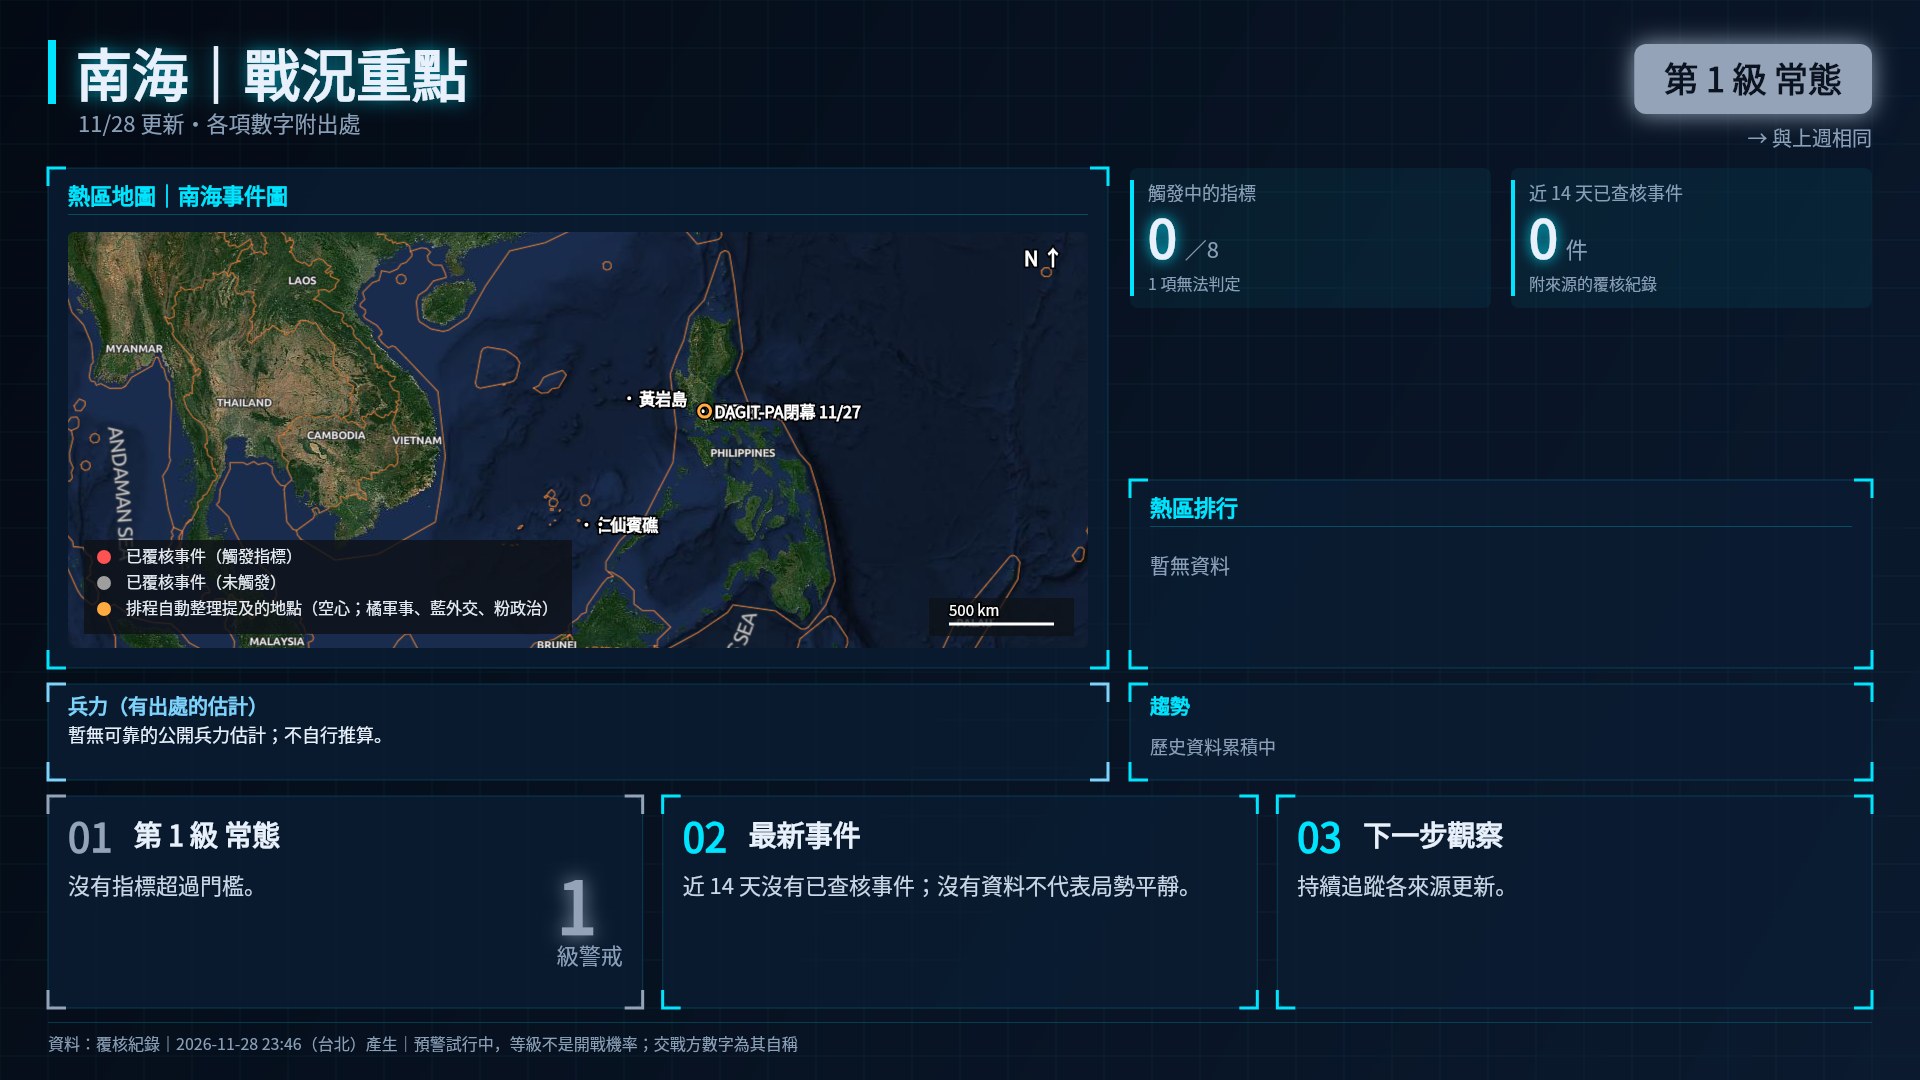 南海｜戰況重點
11/28 更新・各項數字附出處
第 1 級 常態
→ 與上週相同
熱區地圖｜南海事件圖
N ↑
LAOS
MYANMAR
THAILAND
CAMBODIA
VIETNAM
黃岩島
DAGIT-PA閉幕 11/27
PHILIPPINES
仁仙賓礁
已覆核事件（觸發指標）
已覆核事件（未觸發）
排程自動整理提及的地點（空心；橘軍事、藍外交、粉政治）
MALAYSIA
BRUNEI
SEA
500 km
觸發中的指標
0 ／8
1 項無法判定
近 14 天已查核事件
0 件
附來源的覆核紀錄
熱區排行
暫無資料
兵力（有出處的估計）
暫無可靠的公開兵力估計；不自行推算。
趨勢
歷史資料累積中
01 第 1 級 常態
沒有指標超過門檻。
1
級警戒
02 最新事件
近 14 天沒有已查核事件；沒有資料不代表局勢平靜。
03 下一步觀察
持續追蹤各來源更新。
資料：覆核紀錄｜2026-11-28 23:46（台北）產生｜預警試行中，等級不是開戰機率；交戰方數字為其自稱